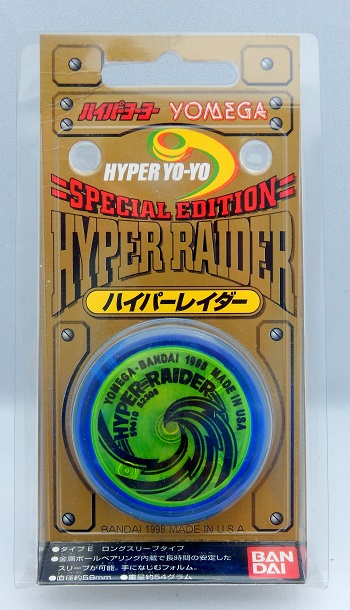 ハイパーヨーヨー YOMEGA
HYPER YO-YO
SPECIAL EDITION
HYPER RAIDER
ハイパーレイダー
YOMEGA-BANDAI 1998 MADE IN USA
HYPER-RAIDER
BANDAI 1998 MADE IN U.S.A.
●タイプE ロングスリープタイプ
●金属ボールベアリング内蔵で長時間の安定した
スリープが可能。手になじむフォルム。
●直径約59mm ●重量約54グラム
BAN
DAI